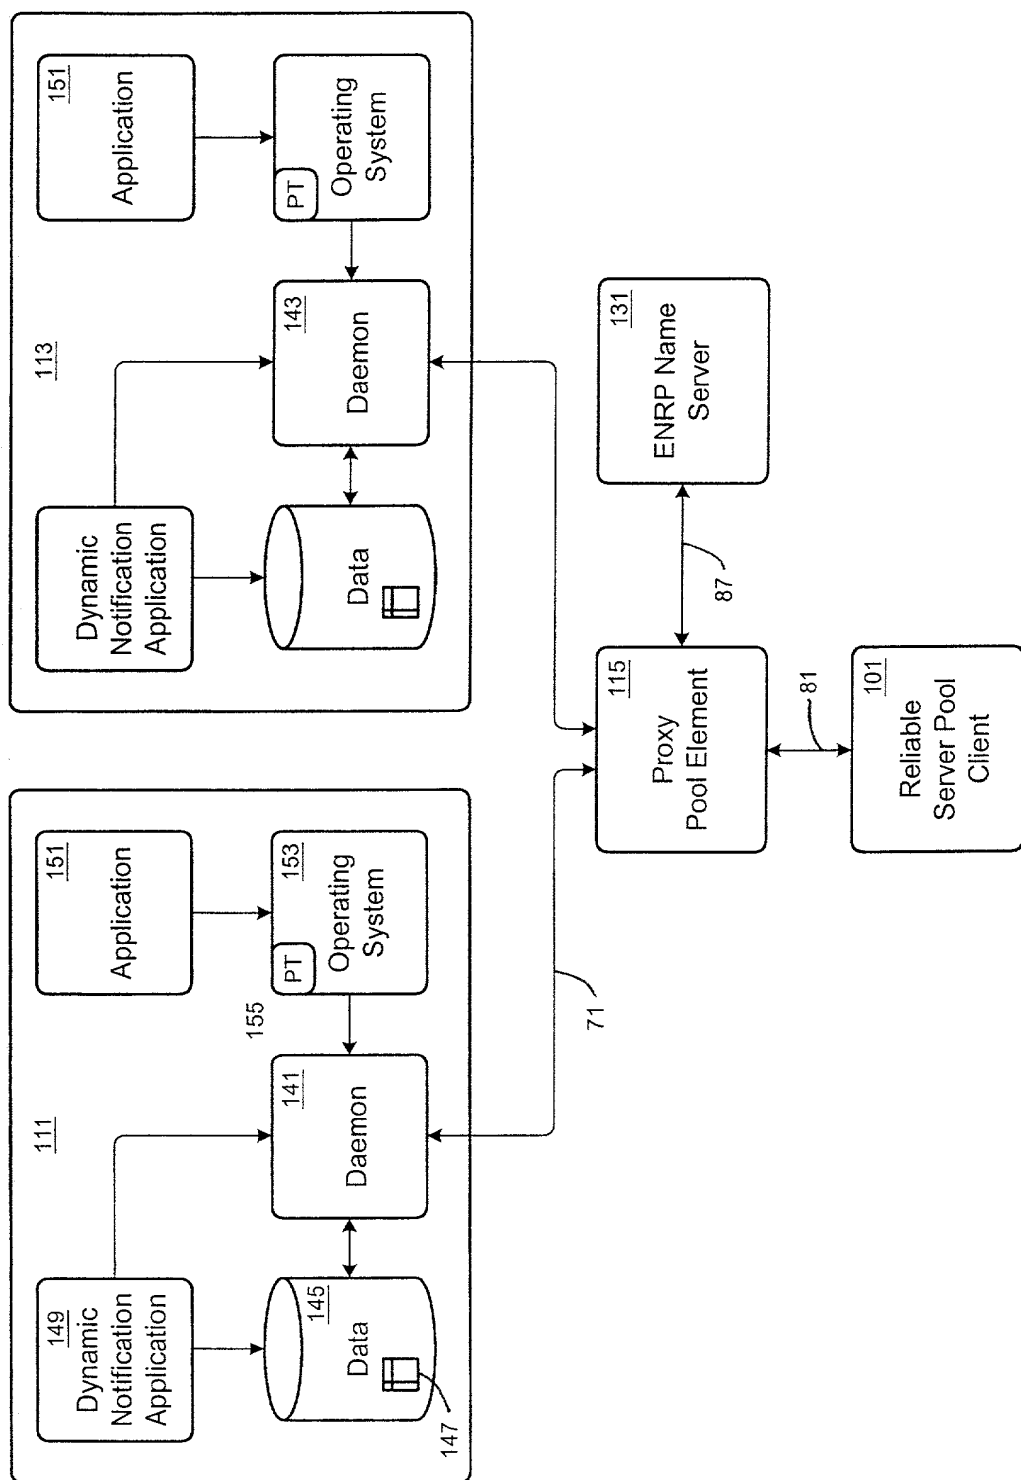 111
149
Dynamic
Notification
Application
151
Application
145
Data
147
141
Daemon
155
PT
153
Operating
System
113
Dynamic
Notification
Application
151
Application
Data
143
Daemon
PT
Operating
System
71
115
Proxy
Pool Element
87
131
ENRP Name
Server
81
101
Reliable
Server Pool
Client